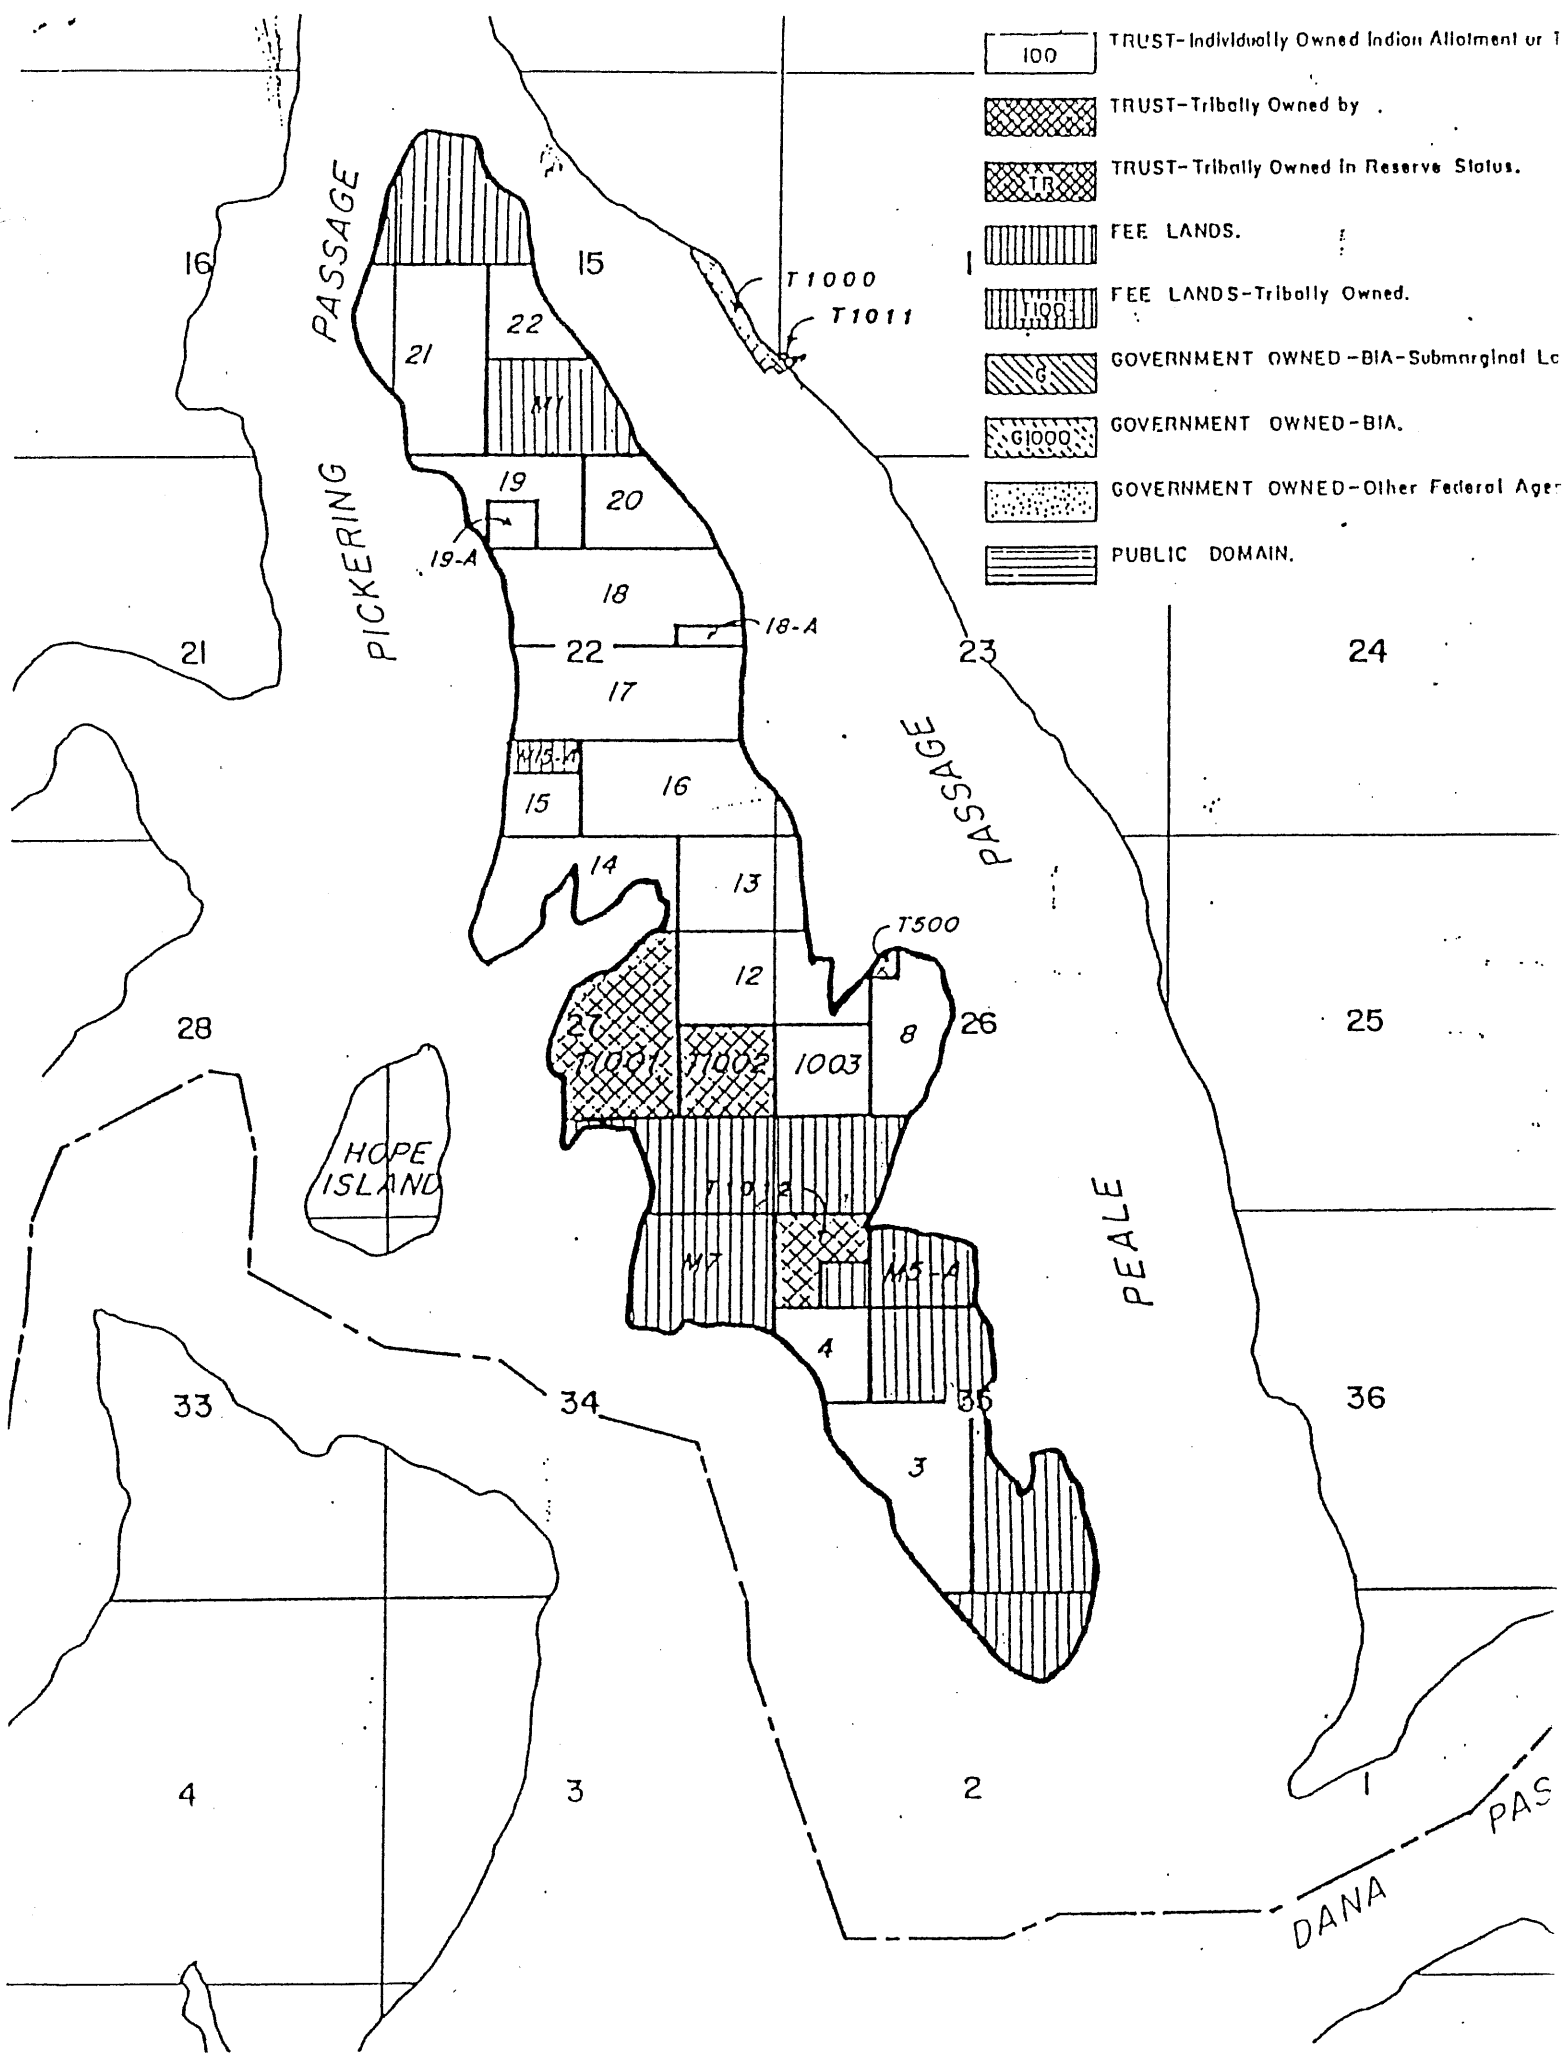 100
TRUST-Individually Owned Indian Allotment or
TRUST-Tribally Owned by
TR
TRUST-Tribally Owned in Reserve Status.
FEE LANDS.
T100
FEE LANDS-Tribally Owned.
G
GOVERNMENT OWNED-BIA-Submarginal
G1000
GOVERNMENT OWNED-BIA.
GOVERNMENT OWNED-Other Federal
PUBLIC DOMAIN.
PICKERING PASSAGE
16
15
1
T1000
T1011
22
21
M1
19
20
19-A
18
18-A
21
22
23
24
17
M15-A
16
15
PEALE PASSAGE
14
13
T500
12
28
27
8
26
25
T1001
T1002
1003
HOPE
ISLAND
T1012
M7
M5-A
4
33
34
35
36
3
4
3
2
1
DANA